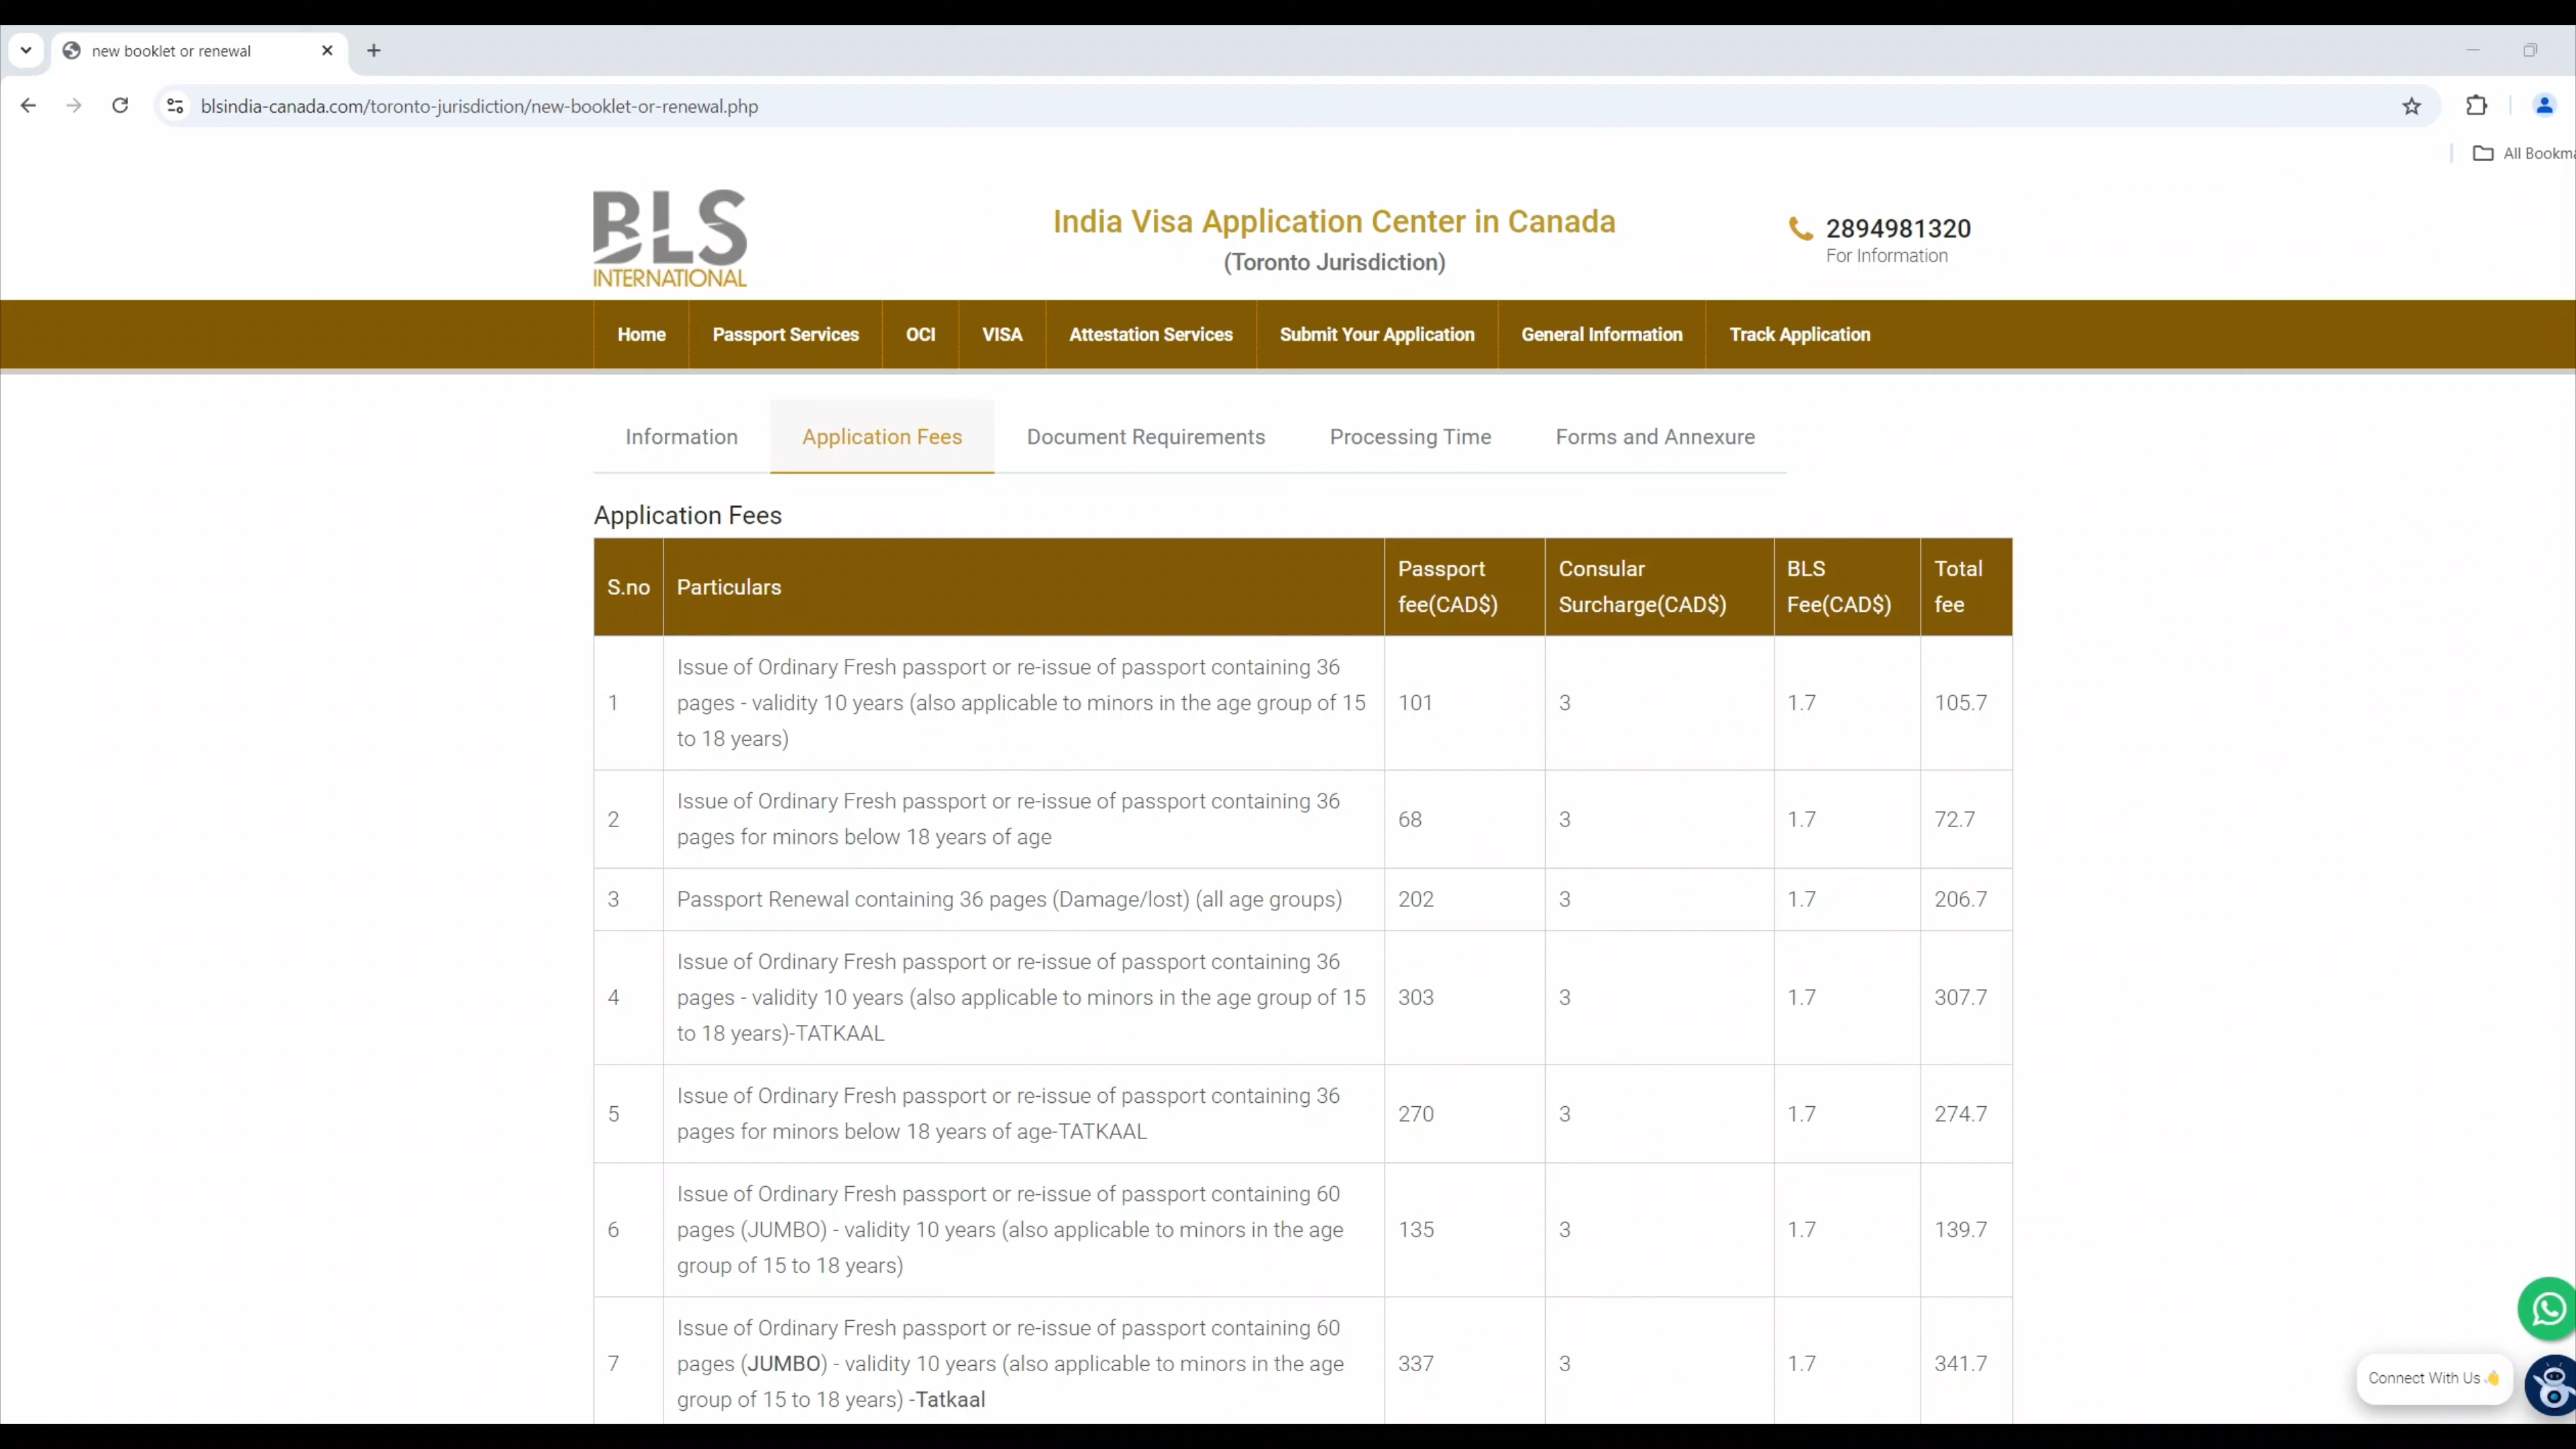 new booklet or renewal
blsindia-canada.com/toronto-jurisdiction/new-booklet-or-renewal.php
BLS
INTERNATIONAL
India Visa Application Center in Canada
(Toronto Jurisdiction)
2894981320
For Information
Home Passport Services OCI VISA Attestation Services Submit Your Application General Information Track Application
Information Application Fees Document Requirements Processing Time Forms and Annexure
Application Fees
S.no Particulars Passport fee(CAD$) Consular Surcharge(CAD$) BLS Fee(CAD$) Total fee
1 Issue of Ordinary Fresh passport or re-issue of passport containing 36
pages - validity 10 years (also applicable to minors in the age group of 15
to 18 years)
101 3 1.7 105.7
2 Issue of Ordinary Fresh passport or re-issue of passport containing 36
pages for minors below 18 years of age
68 3 1.7 72.7
3 Passport Renewal containing 36 pages (Damage/lost) (all age groups) 202 3 1.7 206.7
4 Issue of Ordinary Fresh passport or re-issue of passport containing 36
pages - validity 10 years (also applicable to minors in the age group of 15
to 18 years)-TATKAAL
303 3 1.7 307.7
5 Issue of Ordinary Fresh passport or re-issue of passport containing 36
pages for minors below 18 years of age-TATKAAL
270 3 1.7 274.7
6 Issue of Ordinary Fresh passport or re-issue of passport containing 60
pages (JUMBO) - validity 10 years (also applicable to minors in the age
group of 15 to 18 years)
135 3 1.7 139.7
7 Issue of Ordinary Fresh passport or re-issue of passport containing 60
pages (JUMBO) - validity 10 years (also applicable to minors in the age
group of 15 to 18 years) -Tatkaal
337 3 1.7 341.7
Connect With Us
All